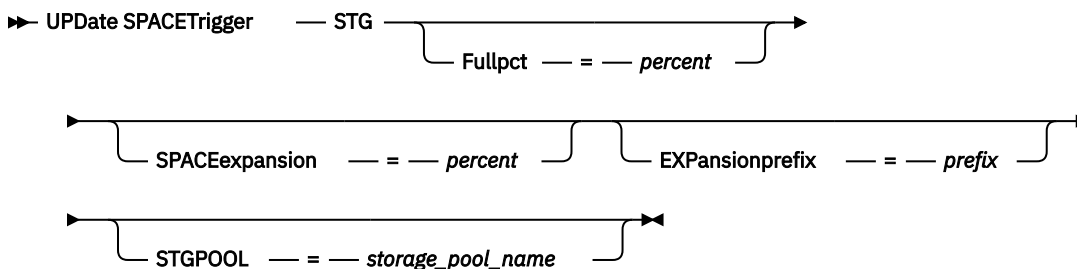 UPDate SPACETrigger STG
Fullpct = percent
SPACEexpansion = percent EXPansionprefix = prefix
STGPOOL = storage_pool_name